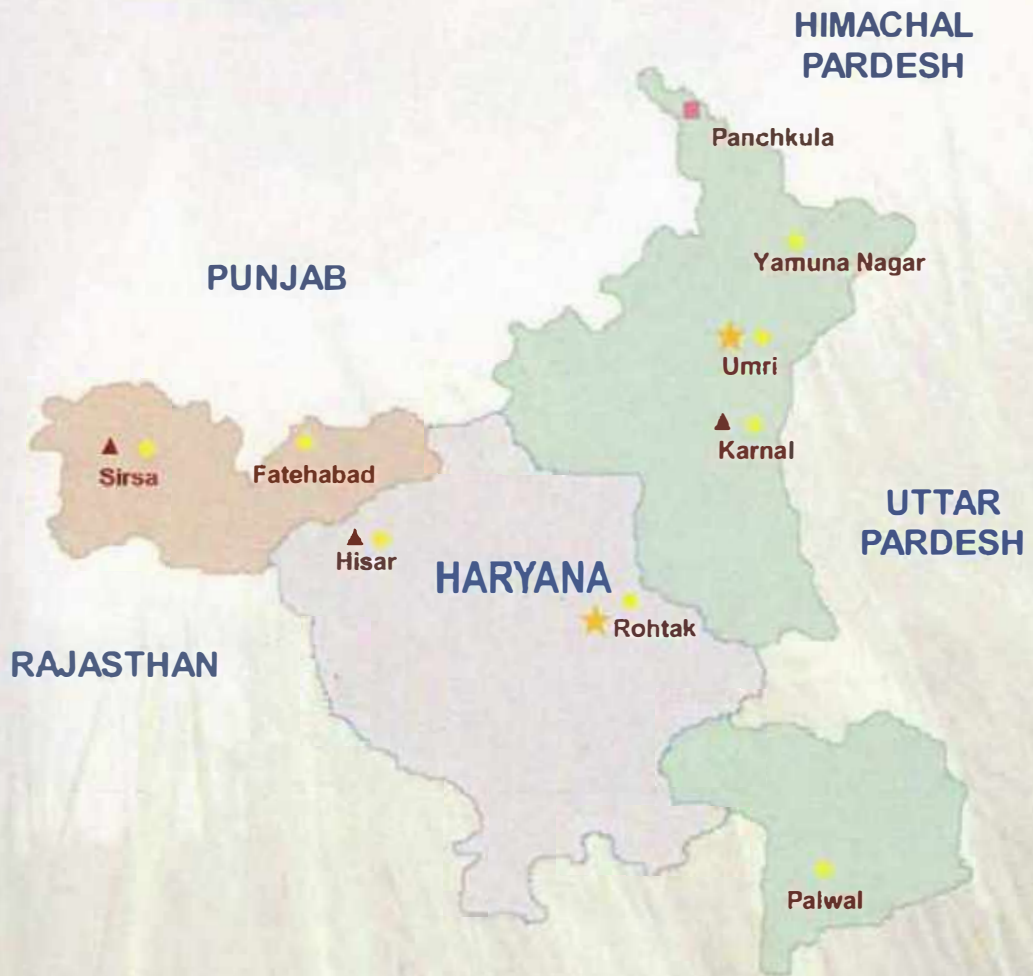 HIMACHAL
PARDESH
Panchkula
Yamuna Nagar
PUNJAB
Umri
Karnal
Sirsa
Fatehabad
UTTAR
PARDESH
Hisar
HARYANA
Rohtak
RAJASTHAN
Palwal